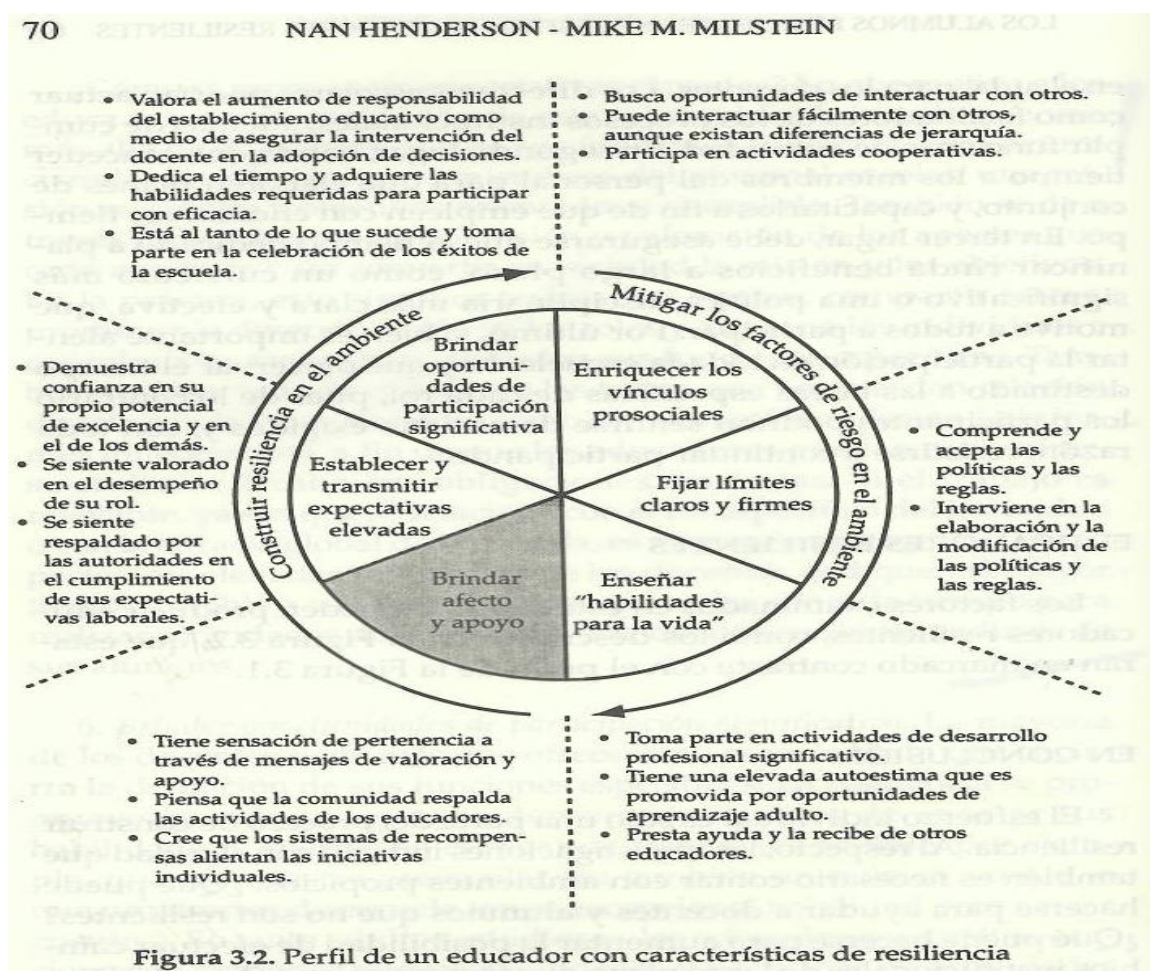 70
NAN HENDERSON - MIKE M. MILSTEIN
• Valora el aumento de responsabilidad
del establecimiento educativo como
medio de asegurar la intervención del
docente en la adopción de decisiones.
• Dedica el tiempo y adquiere las
habilidades requeridas para participar
con eficacia.
• Está al tanto de lo que sucede y toma
parte en la celebración de los éxitos de
la escuela.
• Busca oportunidades de interactuar con otros.
• Puede interactuar fácilmente con otros,
aunque existan diferencias de jerarquía.
• Participa en actividades cooperativas.
• Demuestra
confianza en su
propio potencial
de excelencia y en
el de los demás.
• Se siente valorado
en el desempeño
de su rol.
• Se siente
respaldado por
las autoridades en
el cumplimiento
de sus expectati-
vas laborales.
Construir resiliencia en el ambiente
Mitigar los factores de riesgo en el ambiente
Brindar
oportuni-
dades de
participación
significativa
Enriquecer los
vínculos
prosociales
Establecer y
transmitir
expectativas
elevadas
Fijar límites
claros y firmes
Brindar
afecto
y apoyo
Enseñar
"habilidades
para la vida"
• Comprende y
acepta las
políticas y las
reglas.
• Interviene en la
elaboración y la
modificación de
las políticas y
las reglas.
• Tiene sensación de pertenencia a
través de mensajes de valoración y
apoyo.
• Piensa que la comunidad respalda
las actividades de los educadores.
• Cree que los sistemas de recompen-
sas alientan las iniciativas
individuales.
• Toma parte en actividades de desarrollo
profesional significativo.
• Tiene una elevada autoestima que es
promovida por oportunidades de
aprendizaje adulto.
• Presta ayuda y la recibe de otros
educadores.
Figura 3.2. Perfil de un educador con características de resiliencia